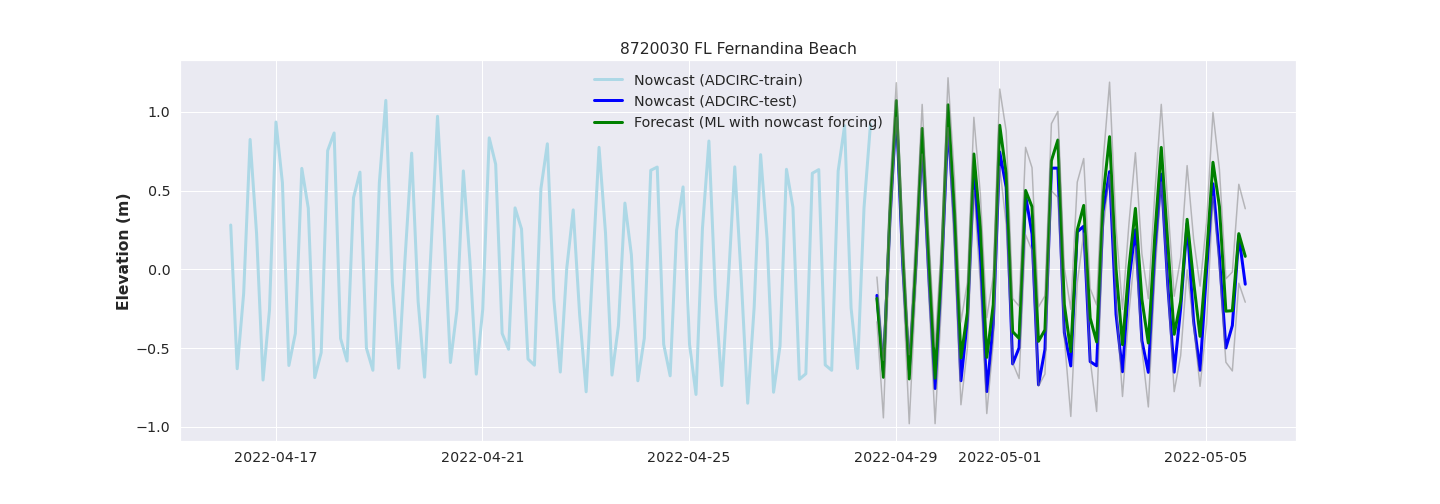 8720030 FL Fernandina Beach
Nowcast (ADCIRC-train)
Nowcast (ADCIRC-test)
Forecast (ML with nowcast forcing)
Elevation (m)
1.0
0.5
0.0
−0.5
−1.0
2022-04-17 2022-04-21 2022-04-25 2022-04-29 2022-05-01 2022-05-05